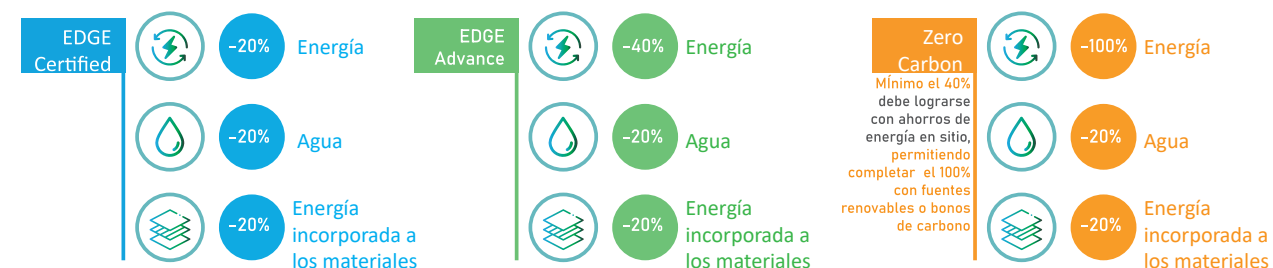 EDGE
Certified
-20%
Energía
-20%
Agua
-20%
Energía
incorporada a
los materiales
EDGE
Advance
-40%
Energía
-20%
Agua
-20%
Energía
incorporada a
los materiales
Zero
Carbon
MÍnimo el 40%
debe lograrse
con ahorros de
energía en sitio,
permitiendo
completar el 100%
con fuentes
renovables o bonos
de carbono
-100%
Energía
-20%
Agua
-20%
Energía
incorporada a
los materiales